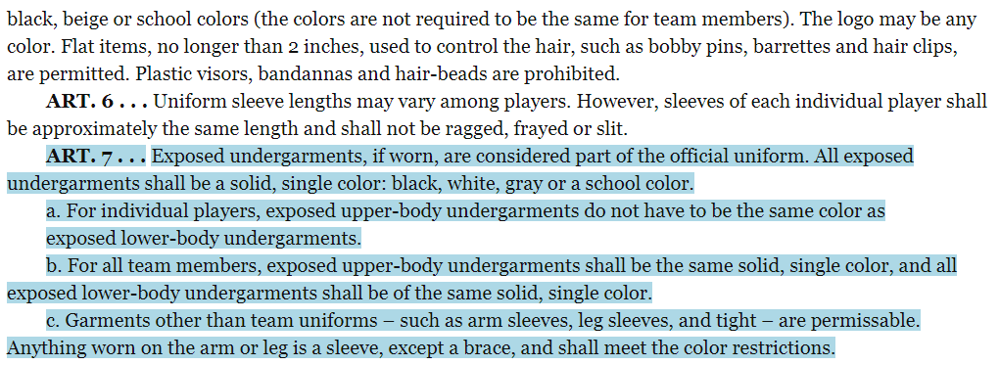 black, beige or school colors (the colors are not required to be the same for team members). The logo may be any
color. Flat items, no longer than 2 inches, used to control the hair, such as bobby pins, barrettes and hair clips,
are permitted. Plastic visors, bandannas and hair-beads are prohibited.
ART. 6 . . . Uniform sleeve lengths may vary among players. However, sleeves of each individual player shall
be approximately the same length and shall not be ragged, frayed or slit.
ART. 7 . . . Exposed undergarments, if worn, are considered part of the official uniform. All exposed
undergarments shall be a solid, single color: black, white, gray or a school color.
a. For individual players, exposed upper-body undergarments do not have to be the same color as
exposed lower-body undergarments.
b. For all team members, exposed upper-body undergarments shall be the same solid, single color, and all
exposed lower-body undergarments shall be of the same solid, single color.
c. Garments other than team uniforms – such as arm sleeves, leg sleeves, and tight – are permissable.
Anything worn on the arm or leg is a sleeve, except a brace, and shall meet the color restrictions.